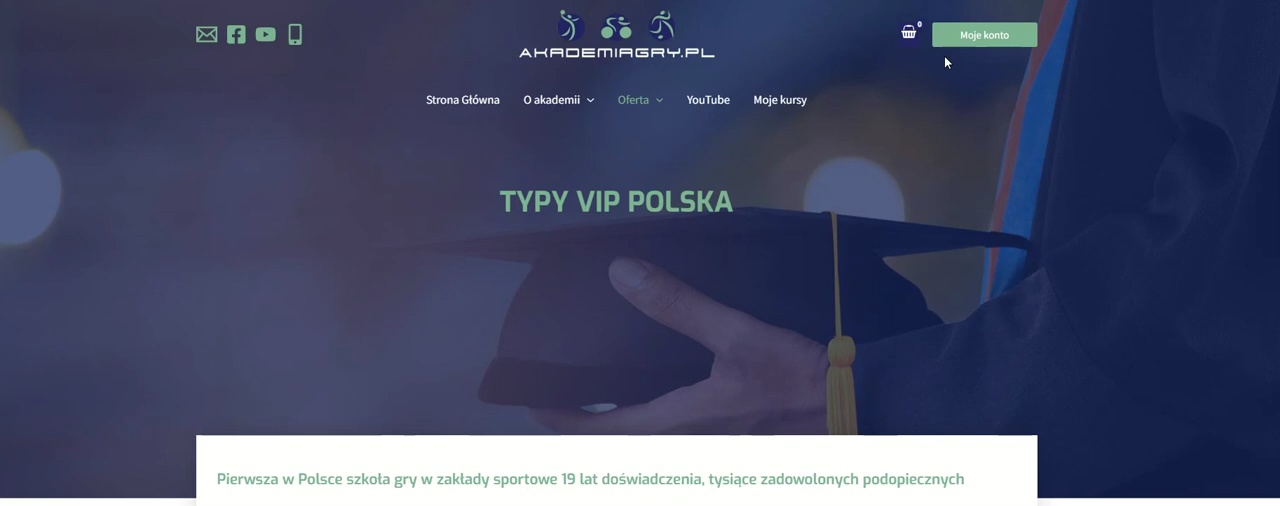 0
Moje konto
AKADEMIAGRY.PL
Strona Główna
O akademii
Oferta
YouTube
Moje kursy
TYPY VIP POLSKA
Pierwsza w Polsce szkoła gry w zakłady sportowe 19 lat doświadczenia, tysiące zadowolonych podopiecznych